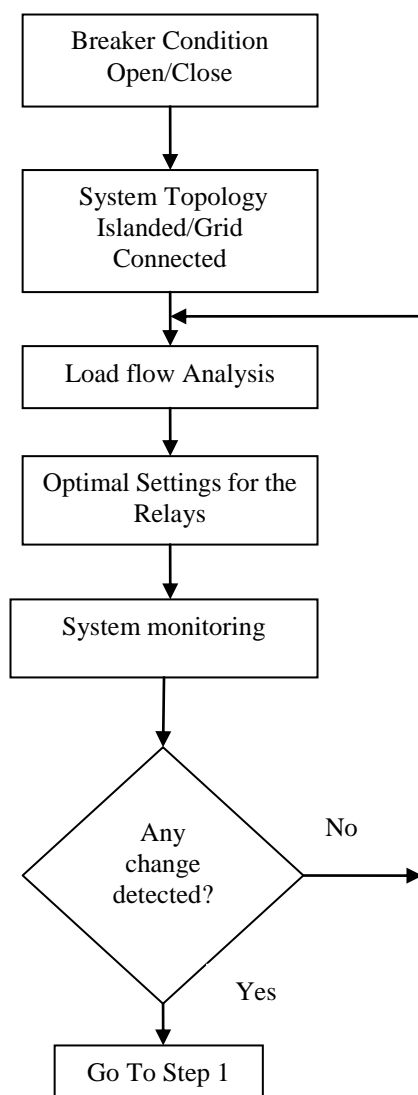 Breaker Condition
Open/Close
System Topology
Islanded/Grid
Connected
Load flow Analysis
Optimal Settings for the
Relays
System monitoring
Any
change
detected?
No
Yes
Go To Step 1